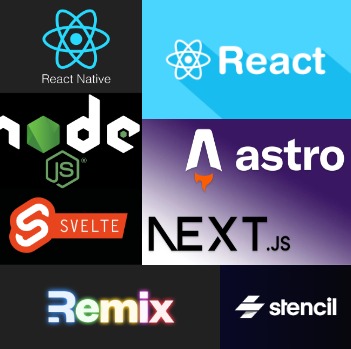 React Native
React
node
JS®
astro
SVELTE
NEXT.JS
Remix
stencil